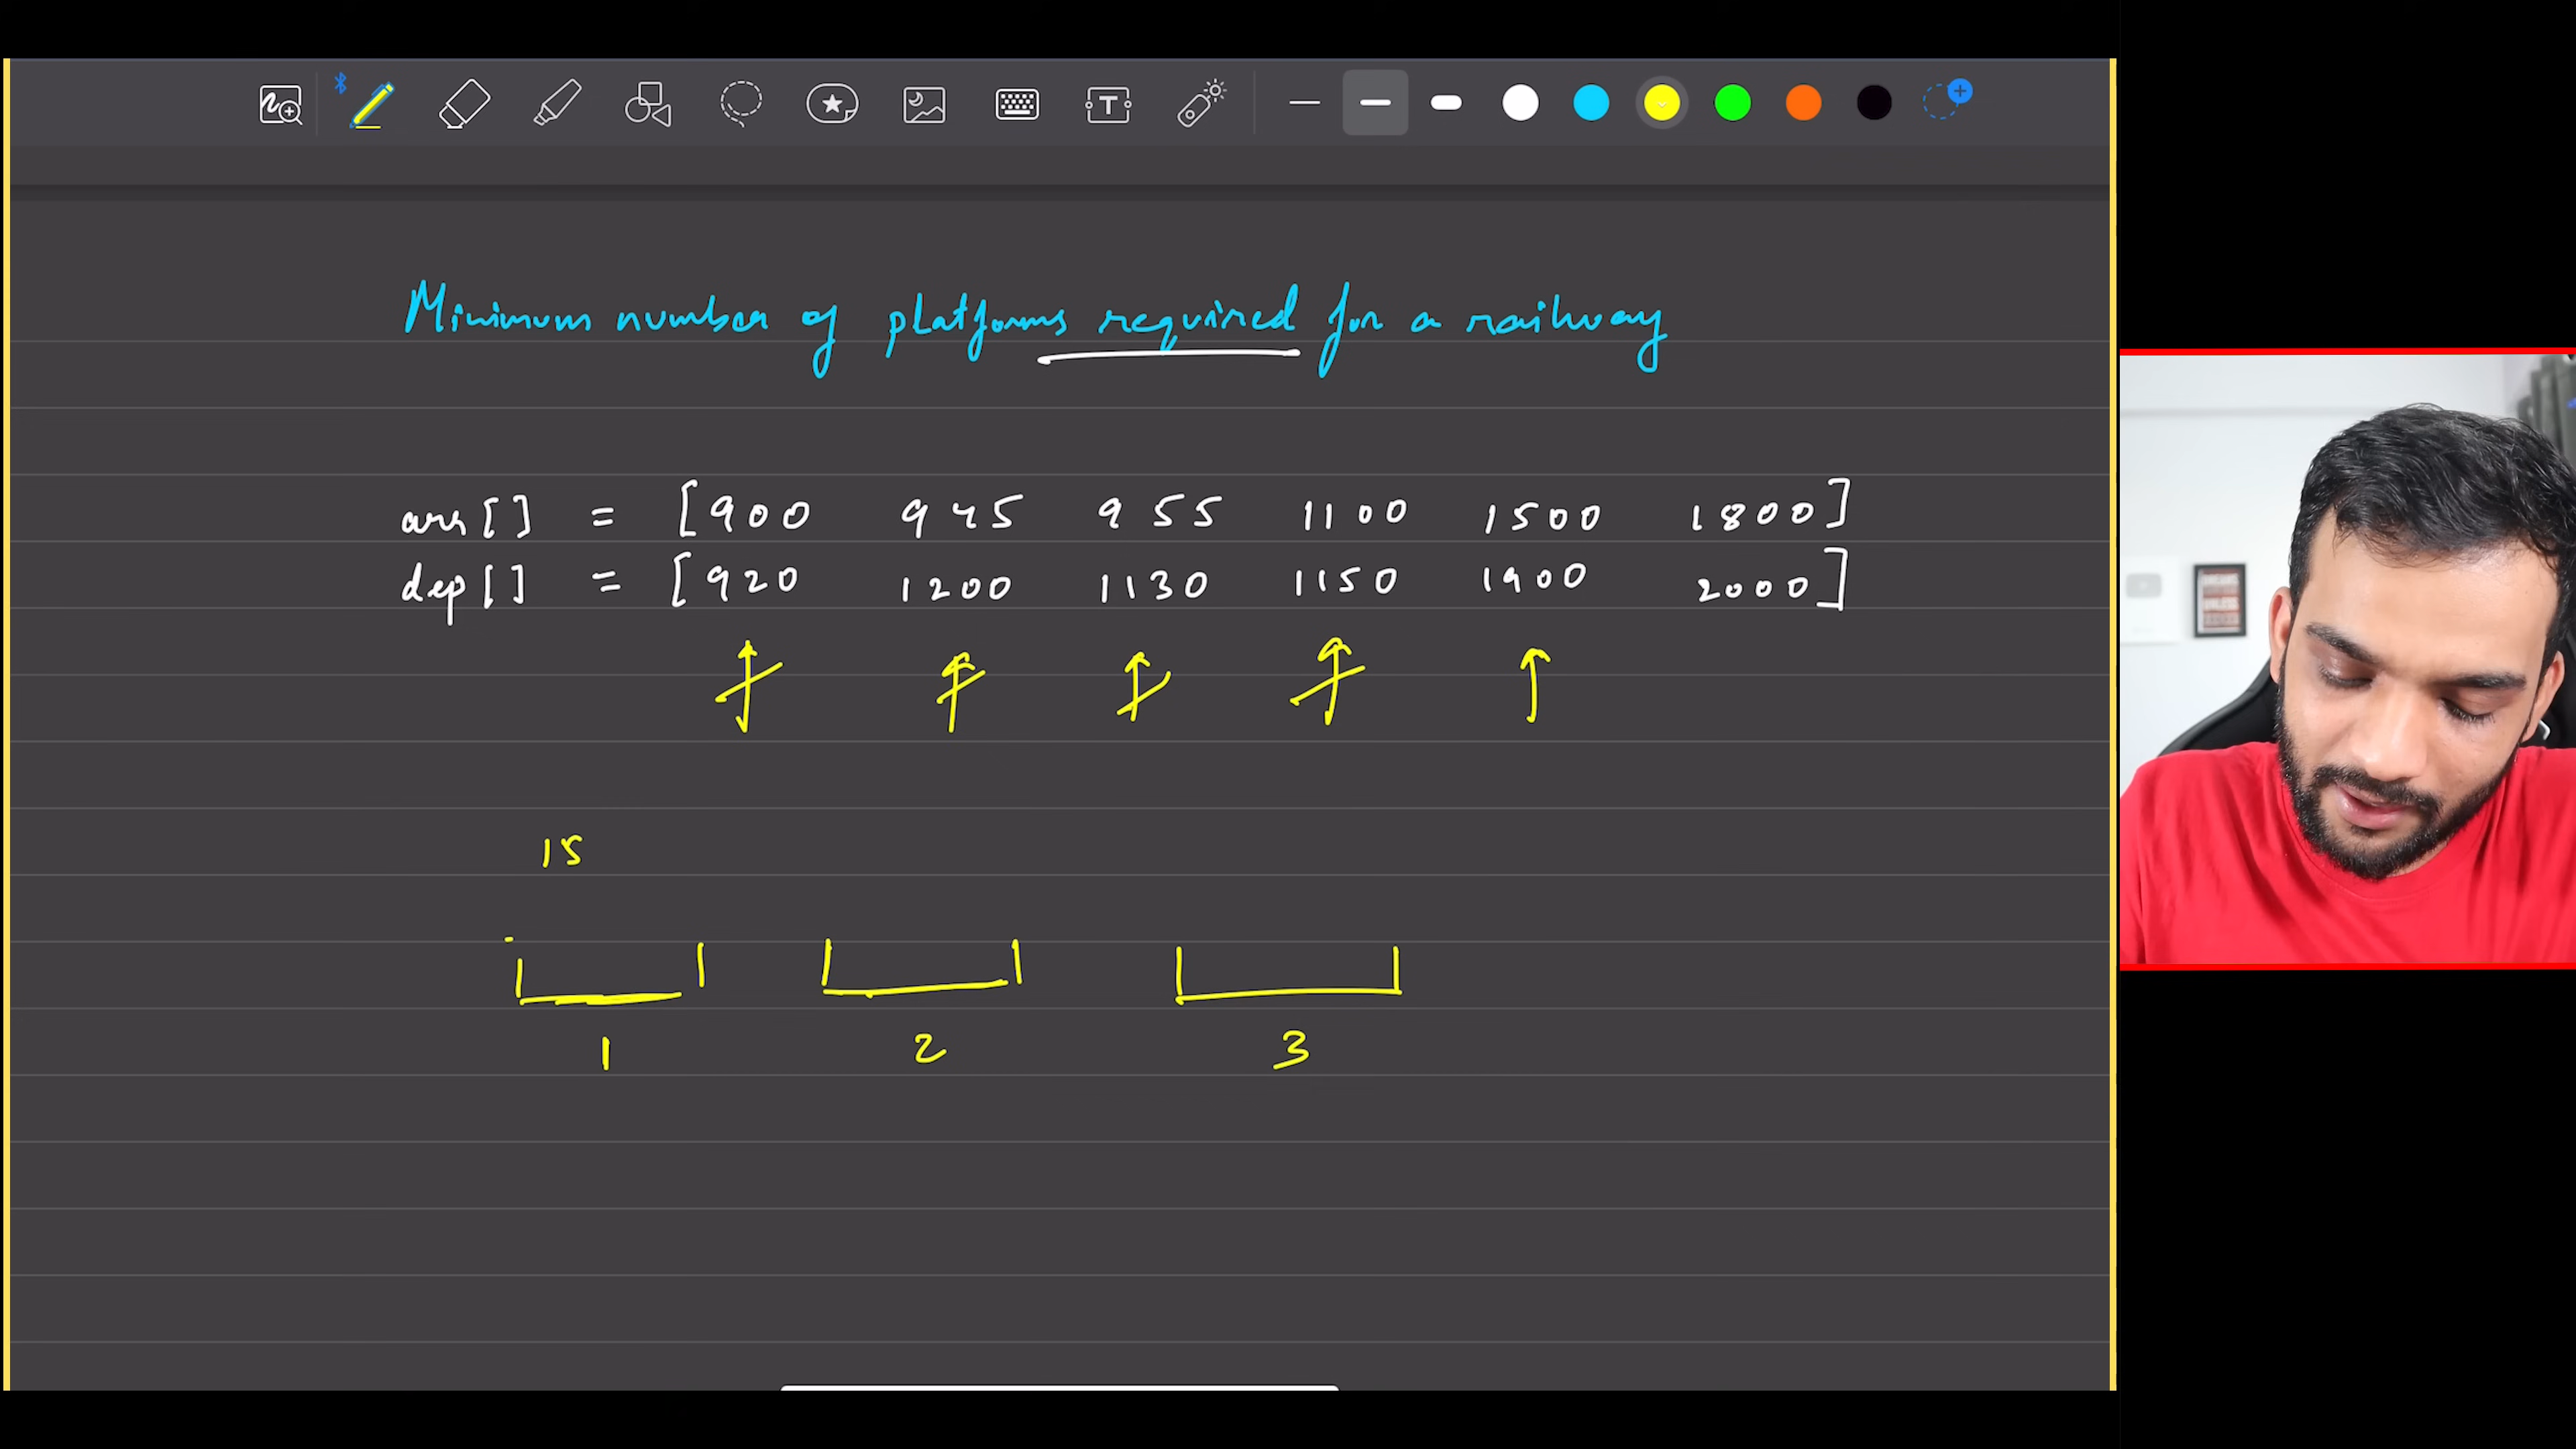 Minimum number of platforms required for a railway
arr[] = [900 945 955 1100 1500 1800]
dep[] = [920 1200 1130 1150 1900 2000]
15
1 2 3